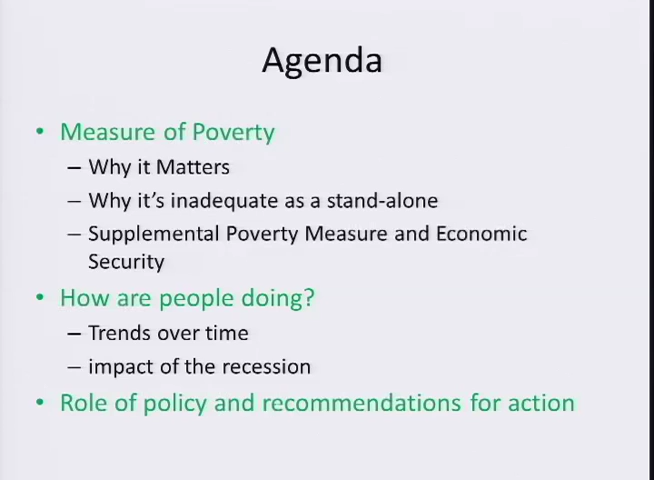 Agenda
• Measure of Poverty
– Why it Matters
– Why it's inadequate as a stand-alone
– Supplemental Poverty Measure and Economic
Security
• How are people doing?
– Trends over time
– impact of the recession
• Role of policy and recommendations for action